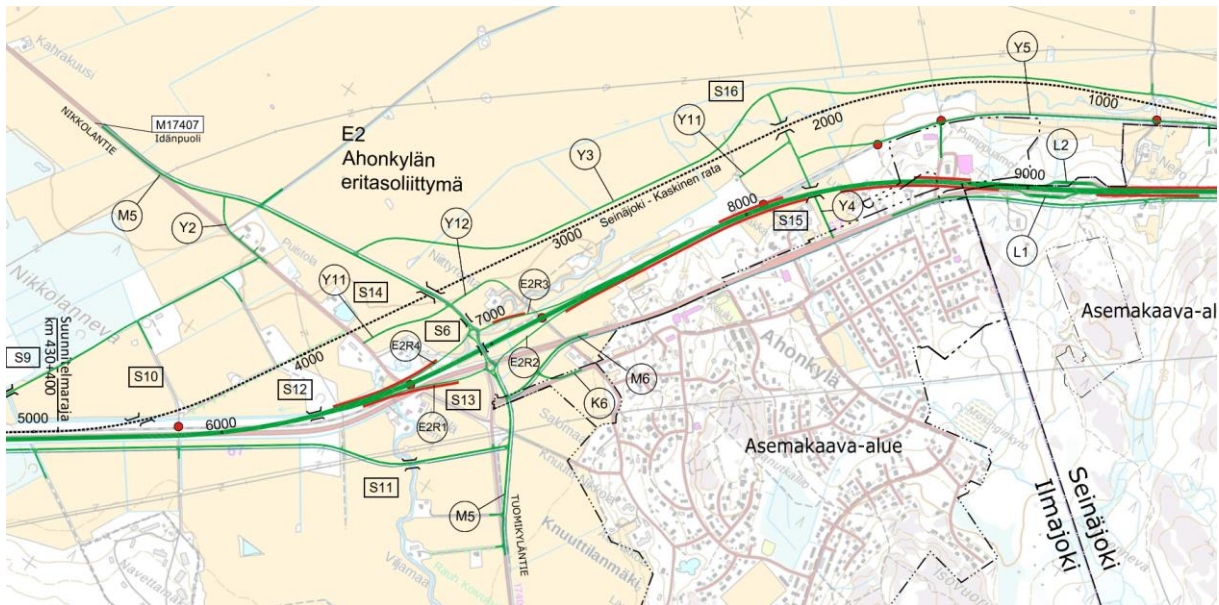 Kahrakuusi
NIKKOLANTIE
M17407
Idänpuoli
E2
Ahonkylän
eritasoliittymä
M5
Y2
Y3
Y12
Y11
S14
S6
E2R3
E2R4
E2R2
E2R1
S12
S13
S10
S9
S11
M6
K6
M5
S16
Y11
Y5
Y4
S15
L2
L1
1000
2000
3000
4000
5000
6000
7000
8000
9000
Seinäjoki - Kaskinen rata
Nikkolanneva
Suunnitelmaraja
km 430+400
Puistola
TUOMIKYLÄNTIE
Viljamaa
Knuuttilanmäki
Ahonkylä
Asemakaava-alue
Asemakaava-al
Seinäjoki
Ilmajoki